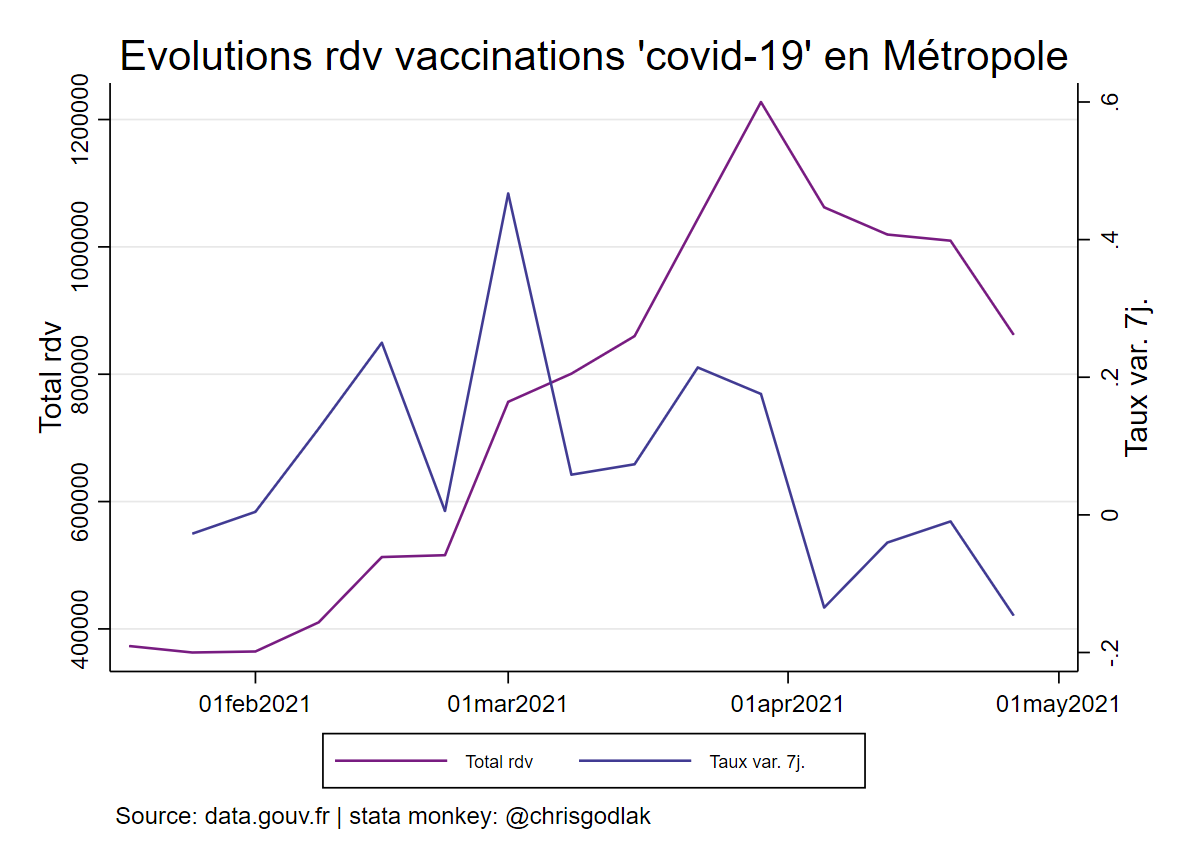 Evolutions rdv vaccinations 'covid-19' en Métropole
Total rdv
1200000
1000000
800000
600000
400000
.6
.4
.2
0
-.2
Taux var. 7j.
01feb2021 01mar2021 01apr2021 01may2021
Total rdv Taux var. 7j.
Source: data.gouv.fr | stata monkey: @chrisgodlak